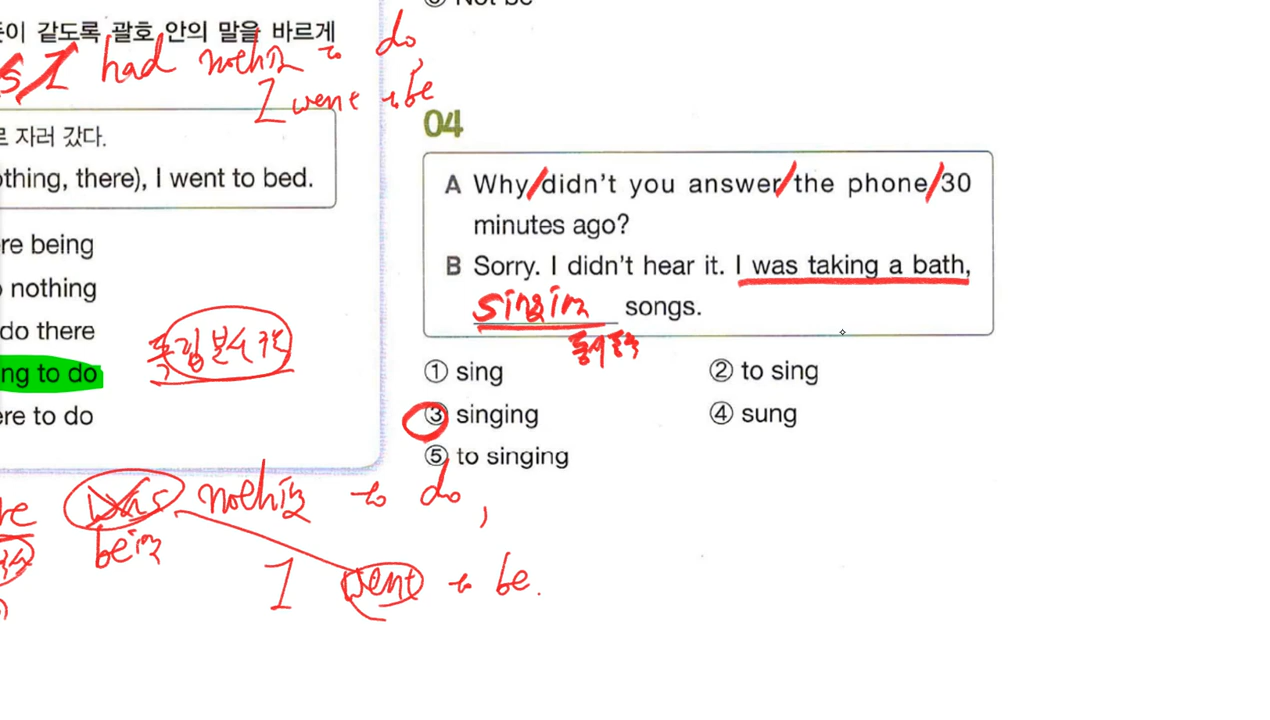 ③ Not be
이 같도록 괄호 안의 말을 바르게
I had nothing to do,
I went to be
로 자러 갔다.
othing, there), I went to bed.
re being
nothing
do there
ng to do
ere to do
독립분사구문
04
A Why/didn't you answer/the phone/30
minutes ago?
B Sorry. I didn't hear it. I was taking a bath,
singing songs.
동시동작
① sing
② to sing
③ singing
④ sung
⑤ to singing
re was nothing to do,
being
I went to be.